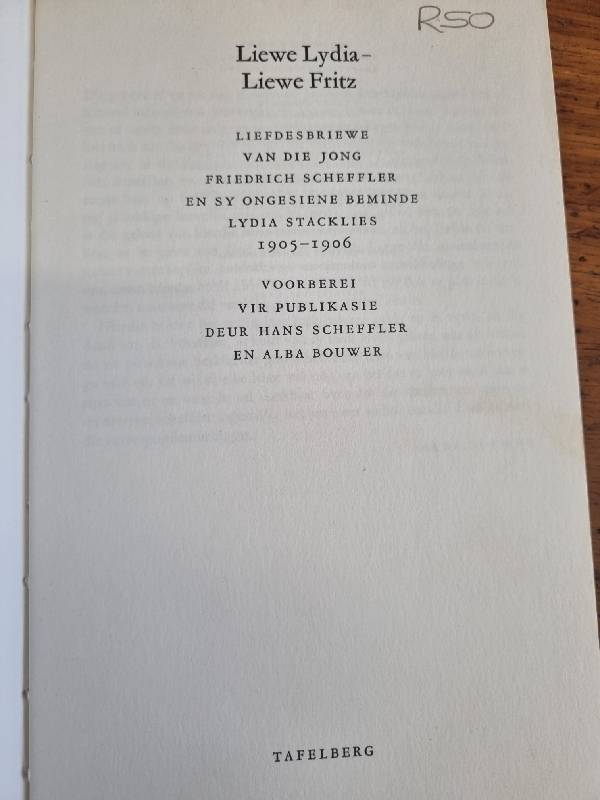 R50
Liewe Lydia–
Liewe Fritz
LIEFDESBRIEWE
VAN DIE JONG
FRIEDRICH SCHEFFLER
EN SY ONGESIENE BEMINDE
LYDIA STACKLIES
1905–1906
VOORBEREI
VIR PUBLIKASIE
DEUR HANS SCHEFFLER
EN ALBA BOUWER
TAFELBERG